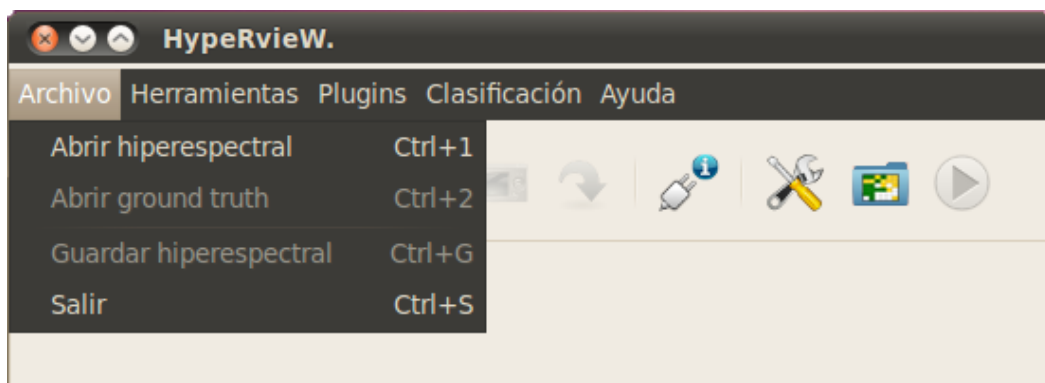 HypeRvieW.
Archivo Herramientas Plugins Clasificación Ayuda
Abrir hiperespectral Ctrl+1
Abrir ground truth Ctrl+2
Guardar hiperespectral Ctrl+G
Salir Ctrl+S